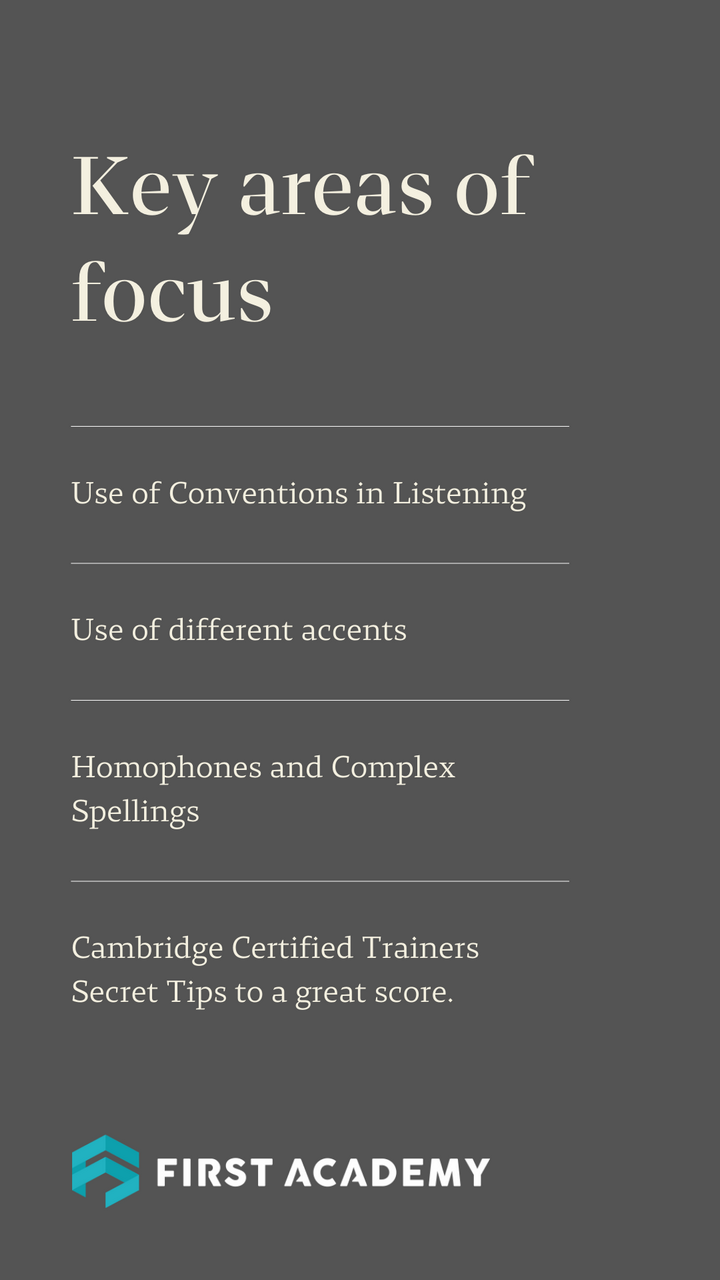 Key areas of
focus
Use of Conventions in Listening
Use of different accents
Homophones and Complex
Spellings
Cambridge Certified Trainers
Secret Tips to a great score.
FIRST ACADEMY